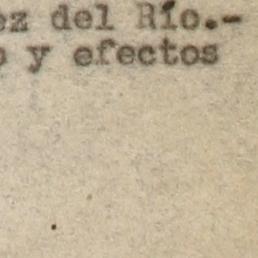 ez del Río.-
o y efectos